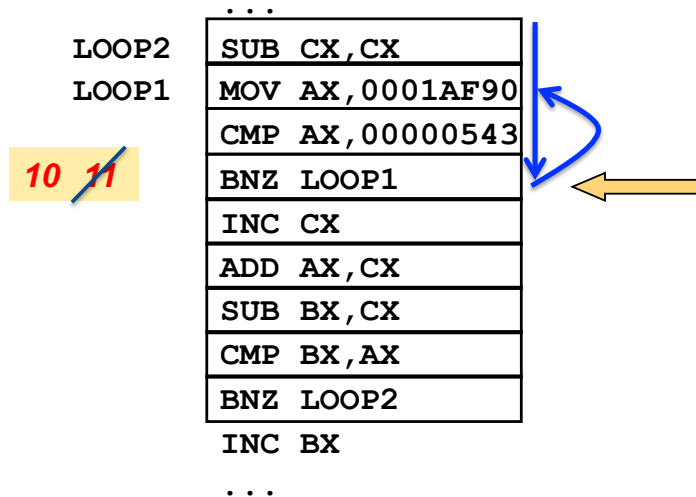 ...
LOOP2 SUB CX,CX
LOOP1 MOV AX,0001AF90
CMP AX,00000543
10 11 BNZ LOOP1
INC CX
ADD AX,CX
SUB BX,CX
CMP BX,AX
BNZ LOOP2
INC BX
...